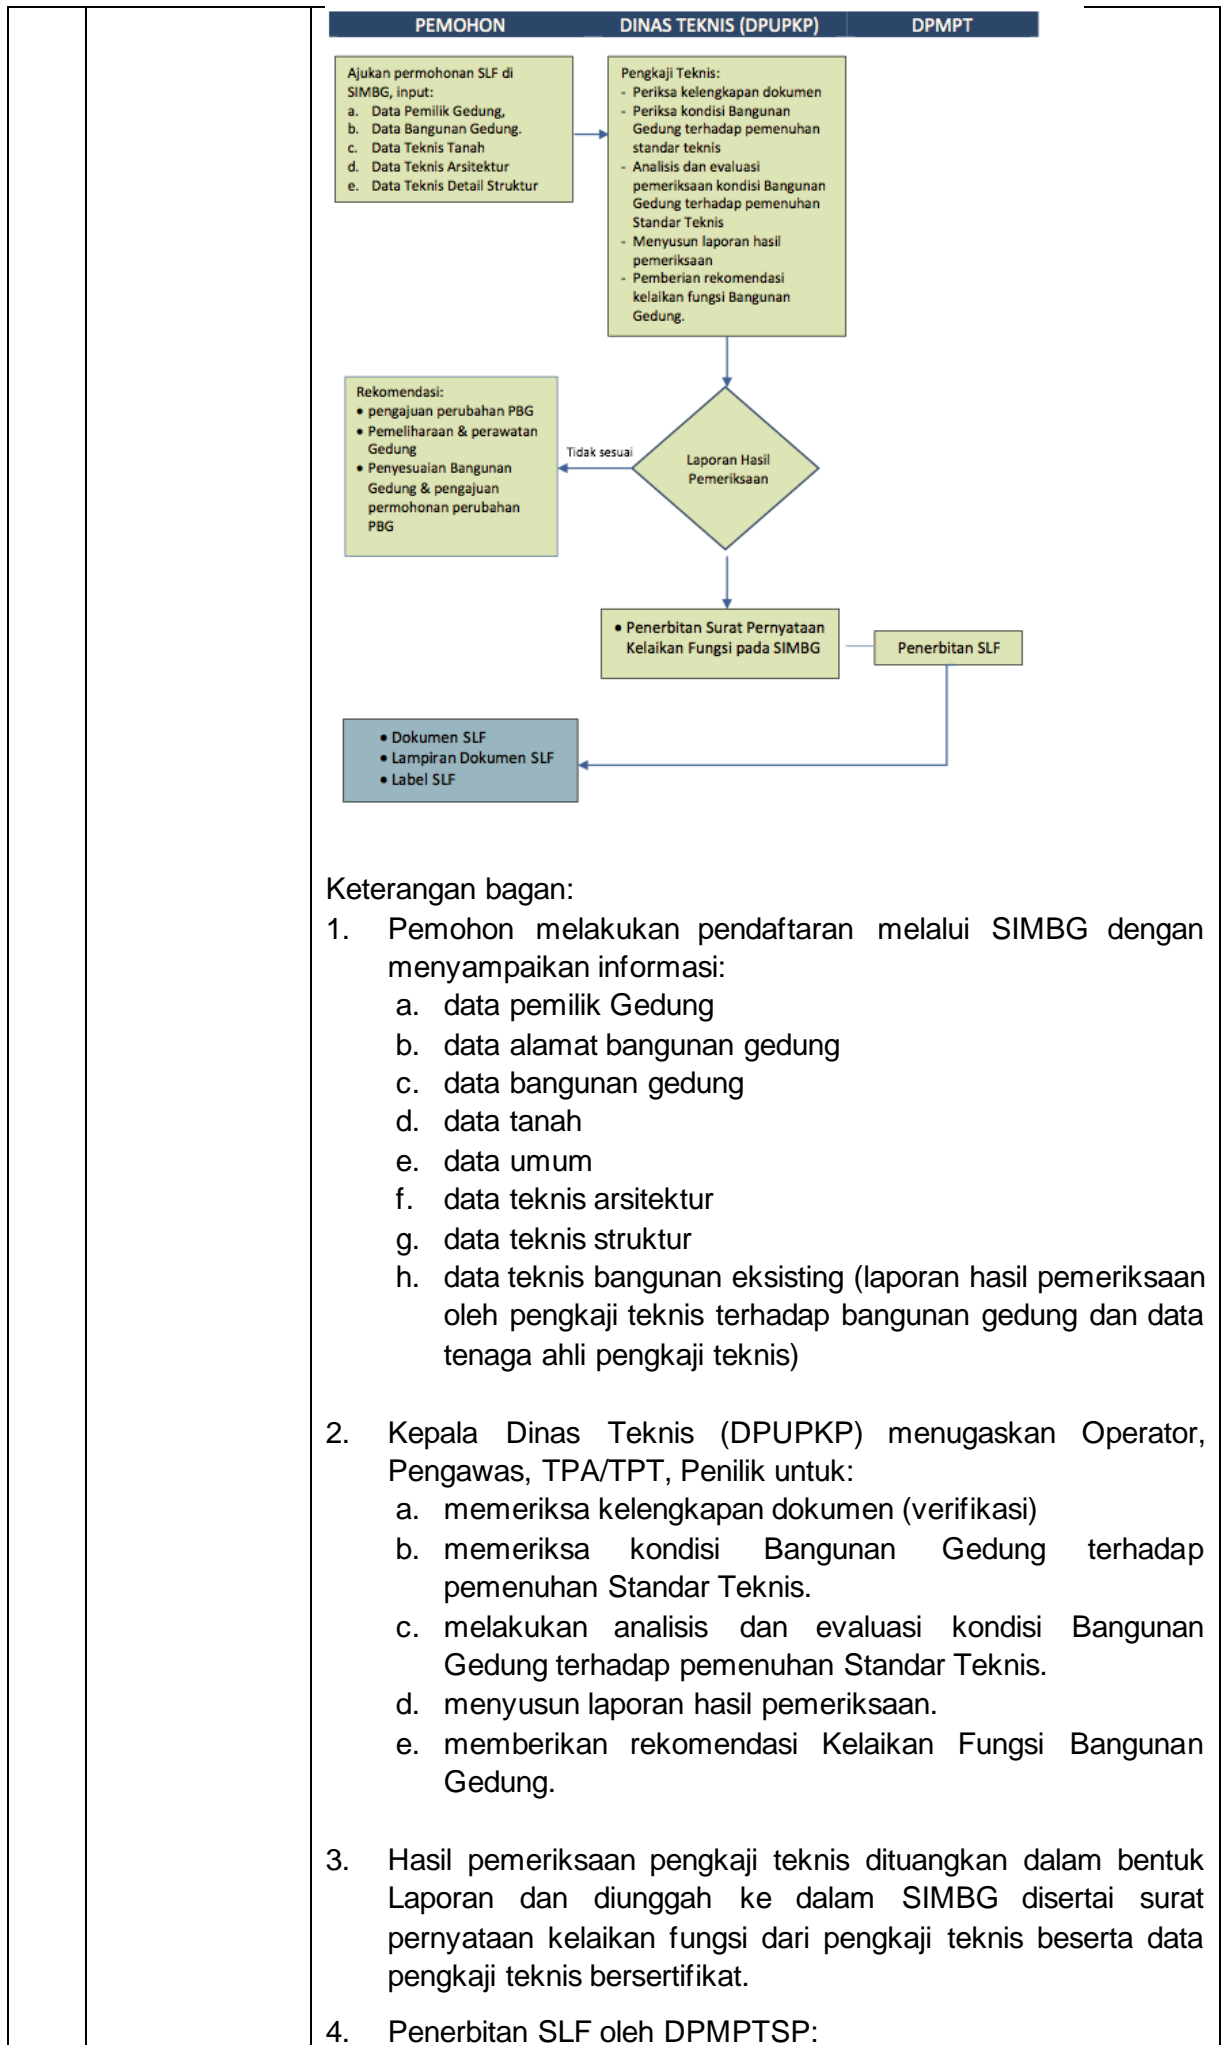 PEMOHON DINAS TEKNIS (DPUPKP) DPMPT
Ajukan permohonan SLF di
SIMBG, input:
a. Data Pemilik Gedung,
b. Data Bangunan Gedung.
c. Data Teknis Tanah
d. Data Teknis Arsitektur
e. Data Teknis Detail Struktur
Pengkaji Teknis:
- Periksa kelengkapan dokumen
- Periksa kondisi Bangunan
Gedung terhadap pemenuhan
standar teknis
- Analisis dan evaluasi
pemeriksaan kondisi Bangunan
Gedung terhadap pemenuhan
Standar Teknis
- Menyusun laporan hasil
pemeriksaan
- Pemberian rekomendasi
kelaikan fungsi Bangunan
Gedung.
Rekomendasi:
• pengajuan perubahan PBG
• Pemeliharaan & perawatan
Gedung
• Penyesuaian Bangunan
Gedung & pengajuan
permohonan perubahan
PBG
Tidak sesuai
Laporan Hasil
Pemeriksaan
• Penerbitan Surat Pernyataan
Kelaikan Fungsi pada SIMBG
Penerbitan SLF
• Dokumen SLF
• Lampiran Dokumen SLF
• Label SLF
Keterangan bagan:
1. Pemohon melakukan pendaftaran melalui SIMBG dengan
menyampaikan informasi:
a. data pemilik Gedung
b. data alamat bangunan gedung
c. data bangunan gedung
d. data tanah
e. data umum
f. data teknis arsitektur
g. data teknis struktur
h. data teknis bangunan eksisting (laporan hasil pemeriksaan
oleh pengkaji teknis terhadap bangunan gedung dan data
tenaga ahli pengkaji teknis)
2. Kepala Dinas Teknis (DPUPKP) menugaskan Operator,
Pengawas, TPA/TPT, Penilik untuk:
a. memeriksa kelengkapan dokumen (verifikasi)
b. memeriksa kondisi Bangunan Gedung terhadap
pemenuhan Standar Teknis.
c. melakukan analisis dan evaluasi kondisi Bangunan
Gedung terhadap pemenuhan Standar Teknis.
d. menyusun laporan hasil pemeriksaan.
e. memberikan rekomendasi Kelaikan Fungsi Bangunan
Gedung.
3. Hasil pemeriksaan pengkaji teknis dituangkan dalam bentuk
Laporan dan diunggah ke dalam SIMBG disertai surat
pernyataan kelaikan fungsi dari pengkaji teknis beserta data
pengkaji teknis bersertifikat.
4. Penerbitan SLF oleh DPMPTSP: